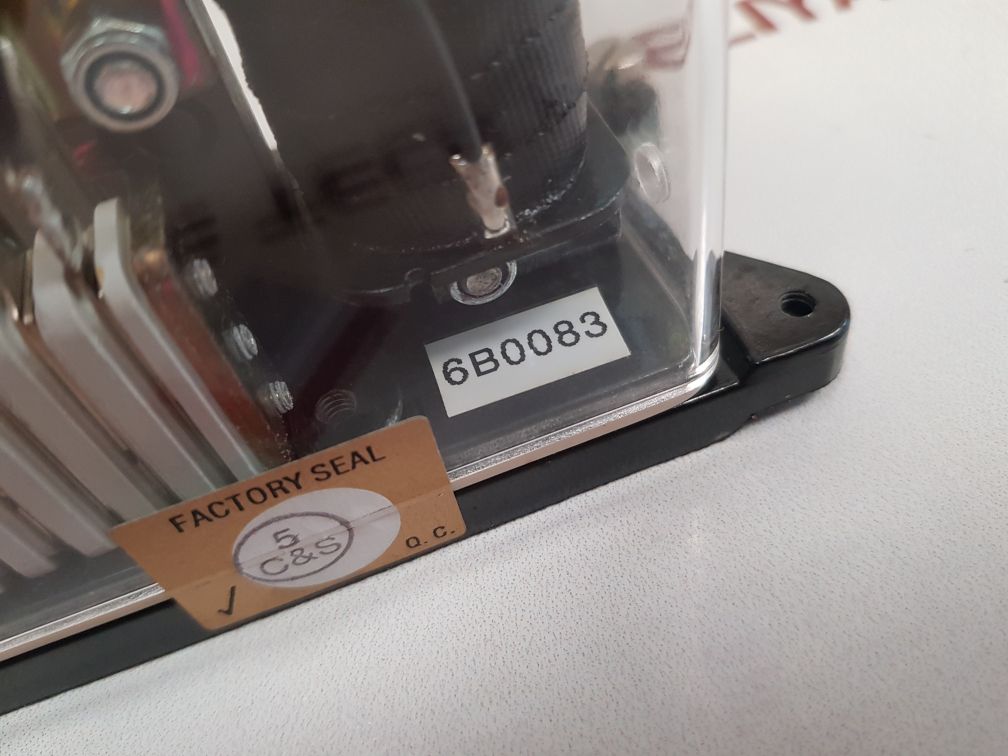 6B0083
FACTORY SEAL
5
C&S
Q. C.